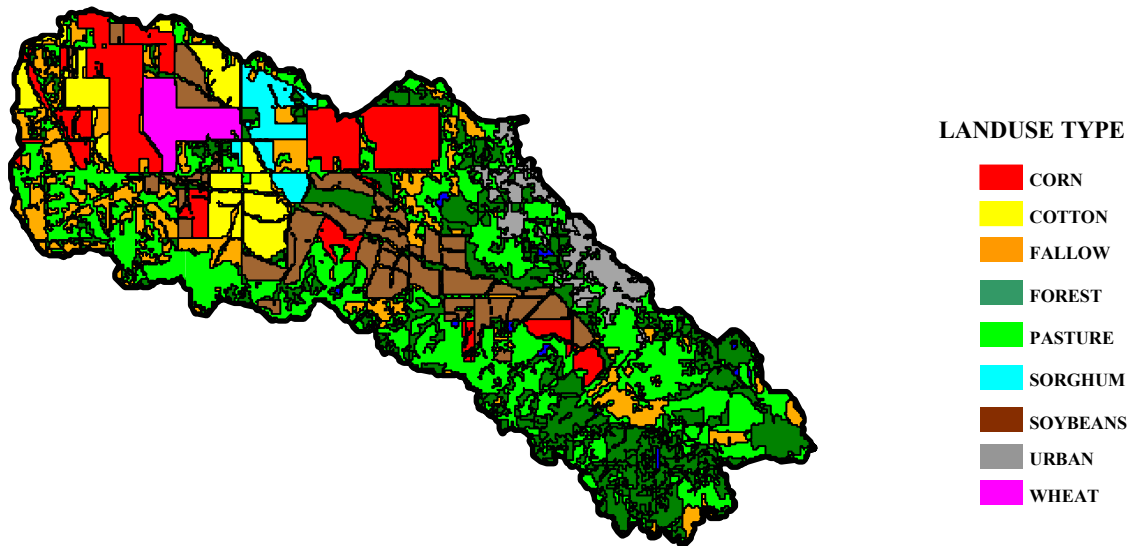 LANDUSE TYPE
CORN
COTTON
FALLOW
FOREST
PASTURE
SORGHUM
SOYBEANS
URBAN
WHEAT